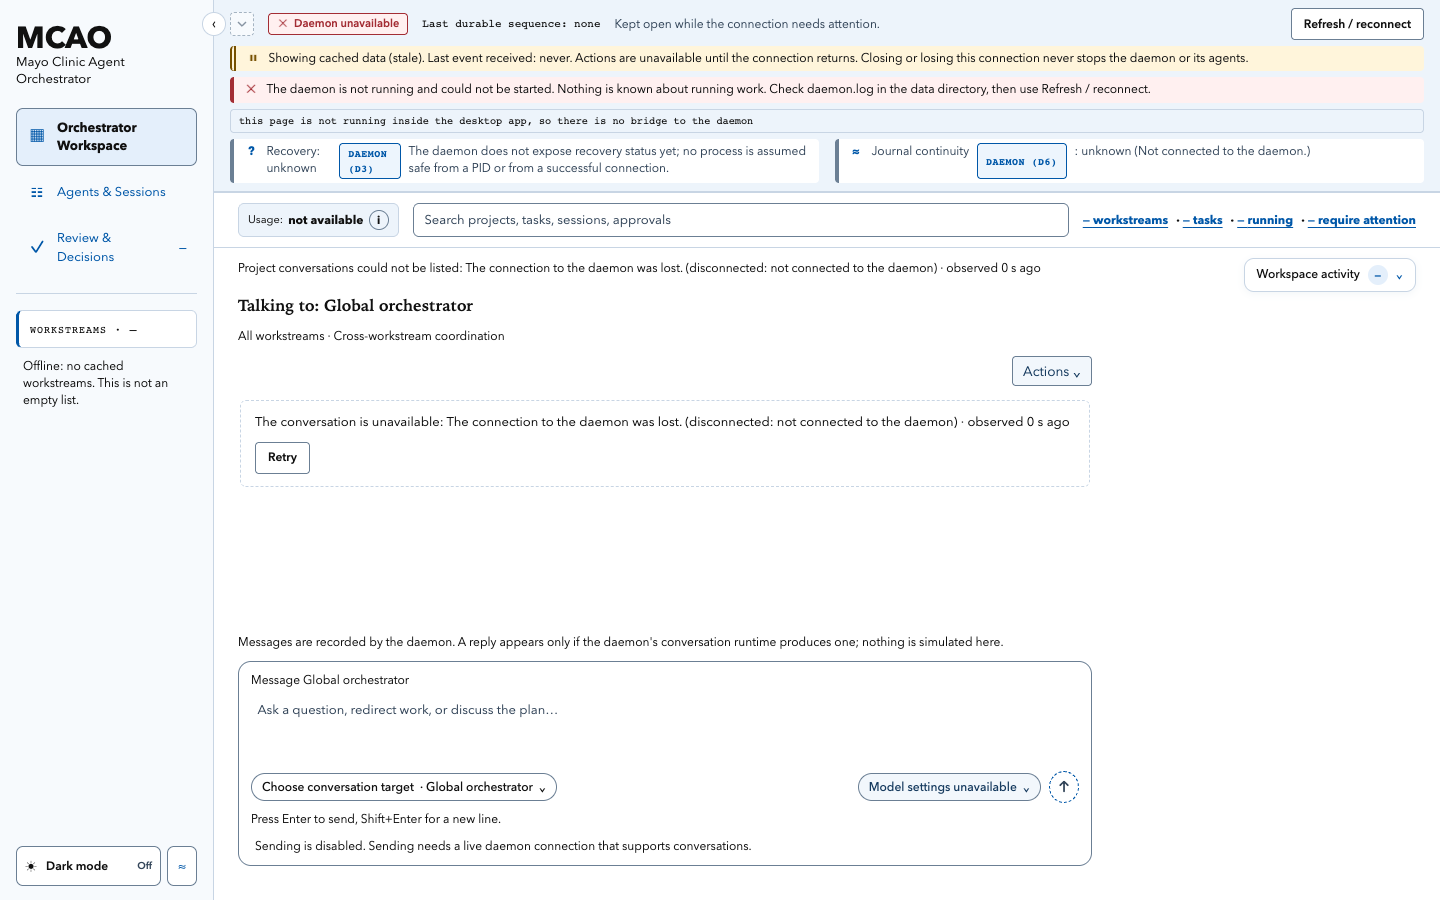 MCAO
Mayo Clinic Agent
Orchestrator
Orchestrator
Workspace
Agents & Sessions
Review &
Decisions –
WORKSTREAMS · —
Offline: no cached
workstreams. This is not an
empty list.
Dark mode Off
Daemon unavailable Last durable sequence: none Kept open while the connection needs attention. Refresh / reconnect
Showing cached data (stale). Last event received: never. Actions are unavailable until the connection returns. Closing or losing this connection never stops the daemon or its agents.
The daemon is not running and could not be started. Nothing is known about running work. Check daemon.log in the data directory, then use Refresh / reconnect.
this page is not running inside the desktop app, so there is no bridge to the daemon
? Recovery:
unknown
DAEMON
(D3)
The daemon does not expose recovery status yet; no process is assumed
safe from a PID or from a successful connection.
≈ Journal continuity DAEMON (D6) : unknown (Not connected to the daemon.)
Usage: not available i
Search projects, tasks, sessions, approvals
– workstreams · – tasks · – running · – require attention
Project conversations could not be listed: The connection to the daemon was lost. (disconnected: not connected to the daemon) · observed 0 s ago
Workspace activity –
Talking to: Global orchestrator
All workstreams · Cross-workstream coordination
Actions
The conversation is unavailable: The connection to the daemon was lost. (disconnected: not connected to the daemon) · observed 0 s ago
Retry
Messages are recorded by the daemon. A reply appears only if the daemon's conversation runtime produces one; nothing is simulated here.
Message Global orchestrator
Ask a question, redirect work, or discuss the plan…
Choose conversation target · Global orchestrator
Model settings unavailable
Press Enter to send, Shift+Enter for a new line.
Sending is disabled. Sending needs a live daemon connection that supports conversations.